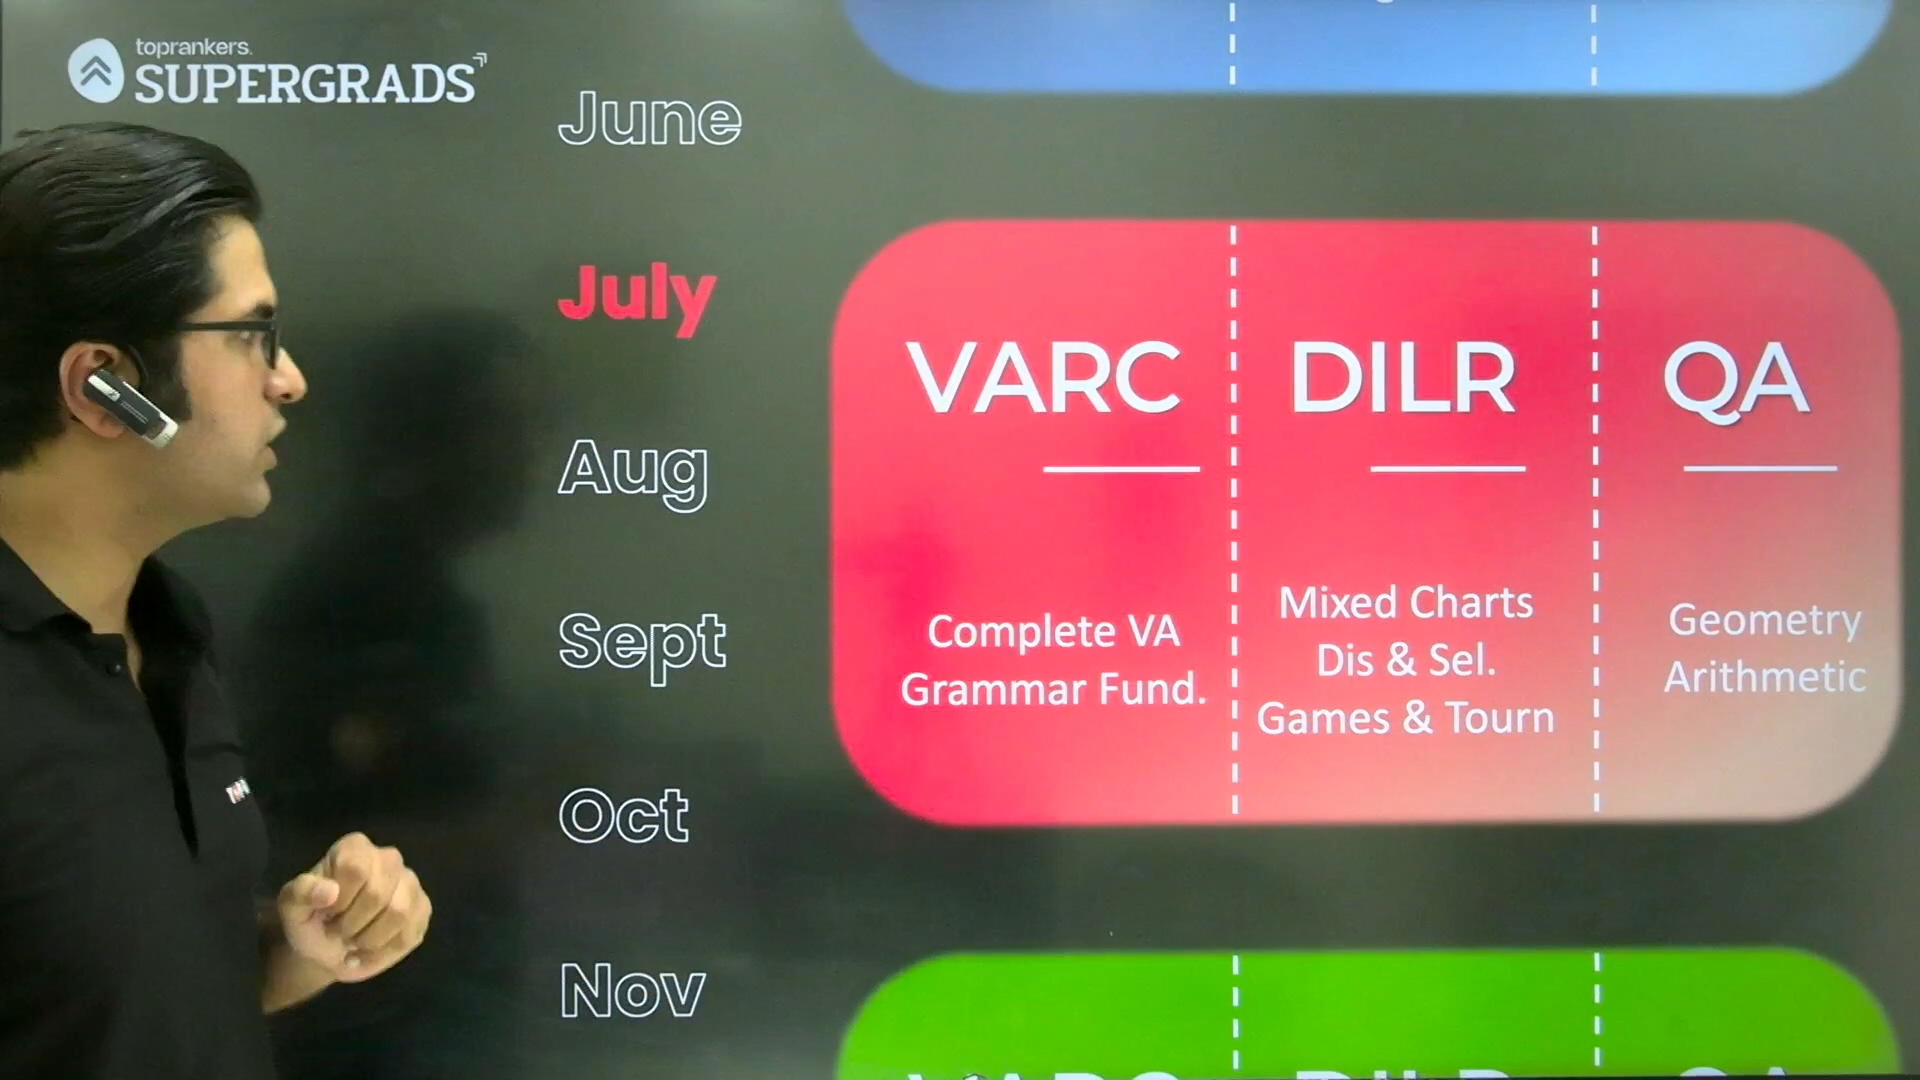 toprankers.
SUPERGRADS
June
July
Aug
Sept
Oct
Nov
VARC
Complete VA
Grammar Fund.
DILR
Mixed Charts
Dis & Sel.
Games & Tourn
QA
Geometry
Arithmetic